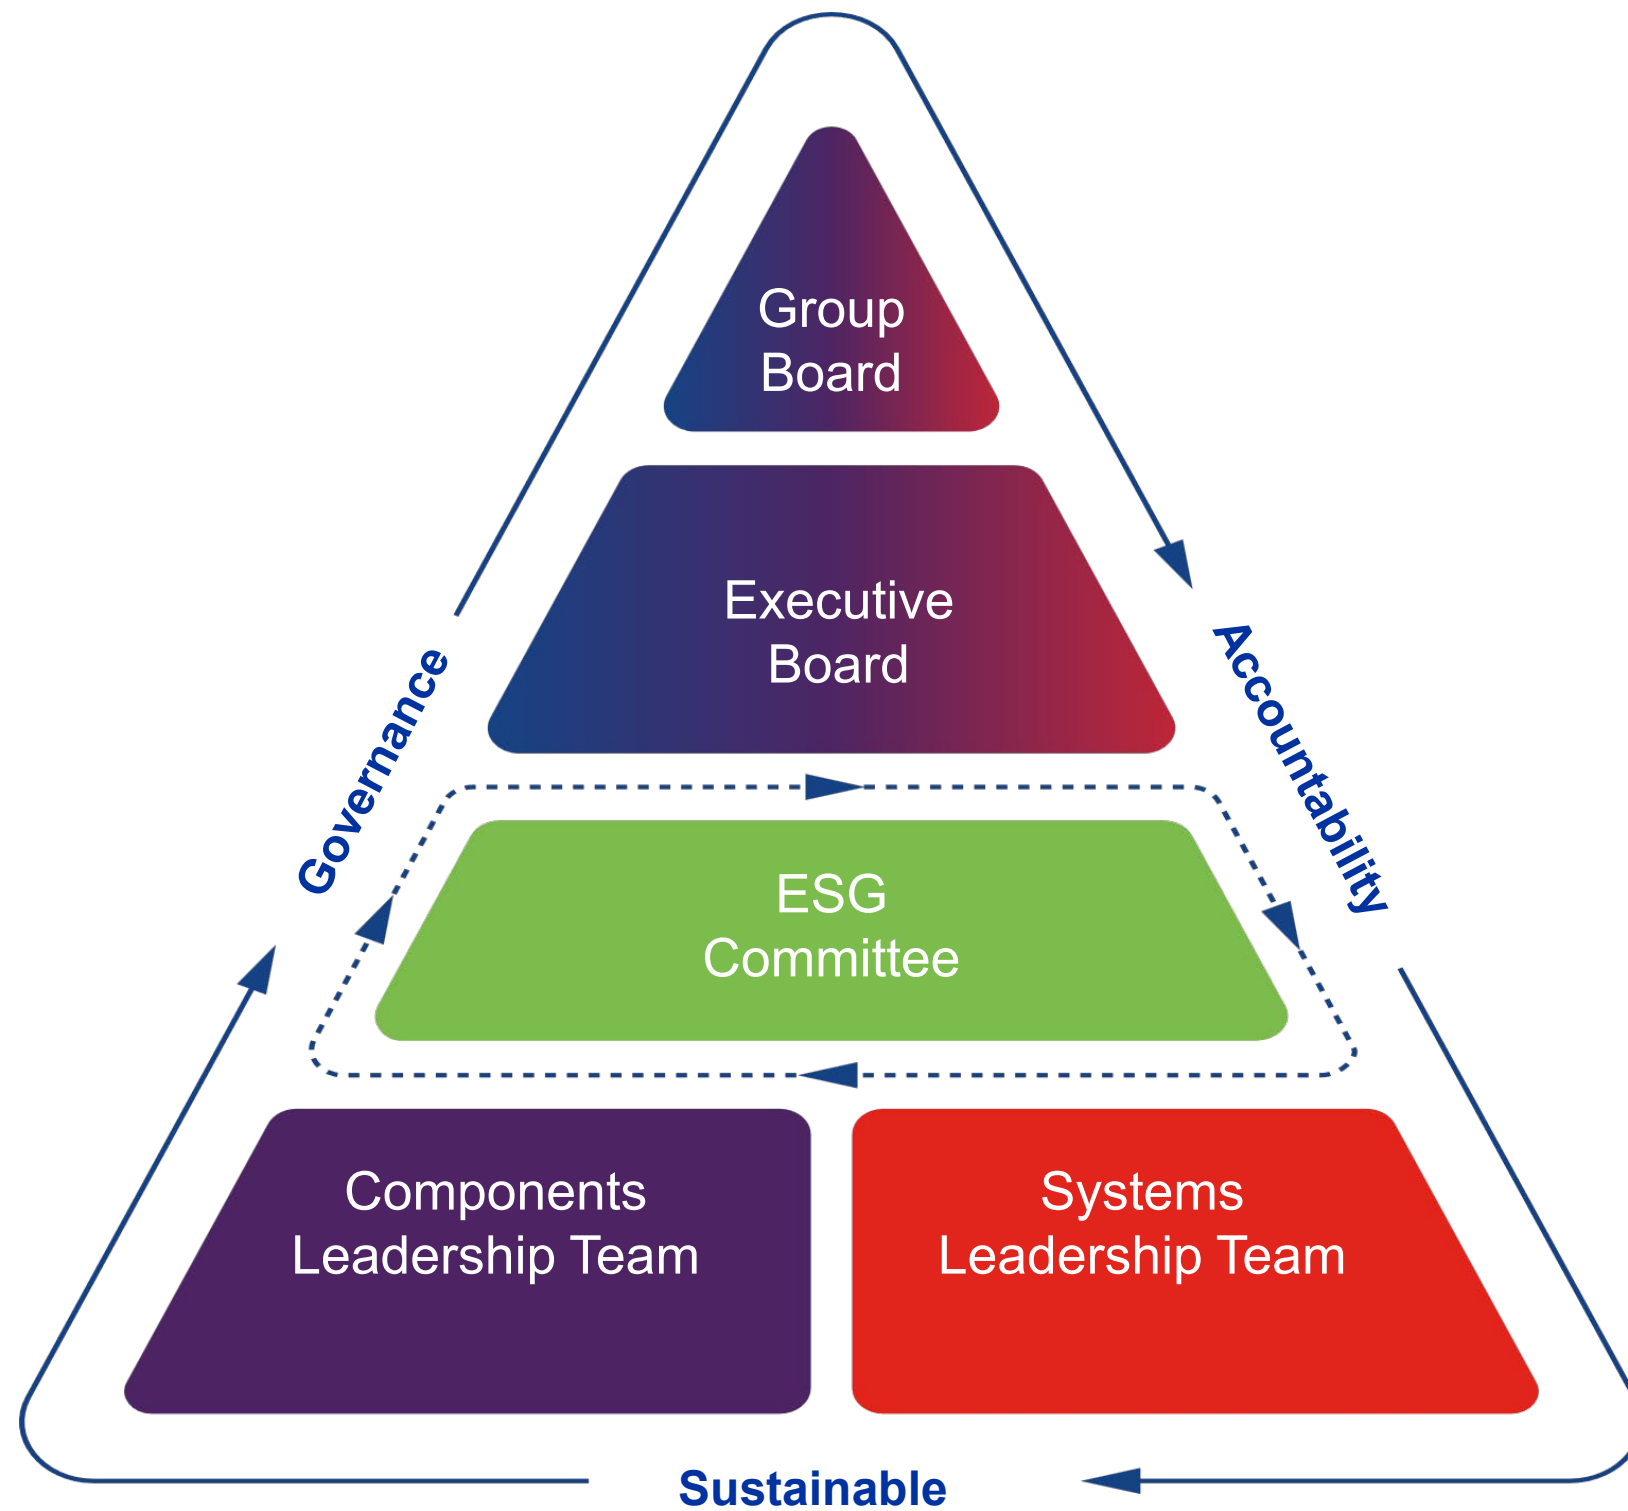 Group
Board
Executive
Board
Governance
Accountability
ESG
Committee
Components
Leadership Team
Systems
Leadership Team
Sustainable